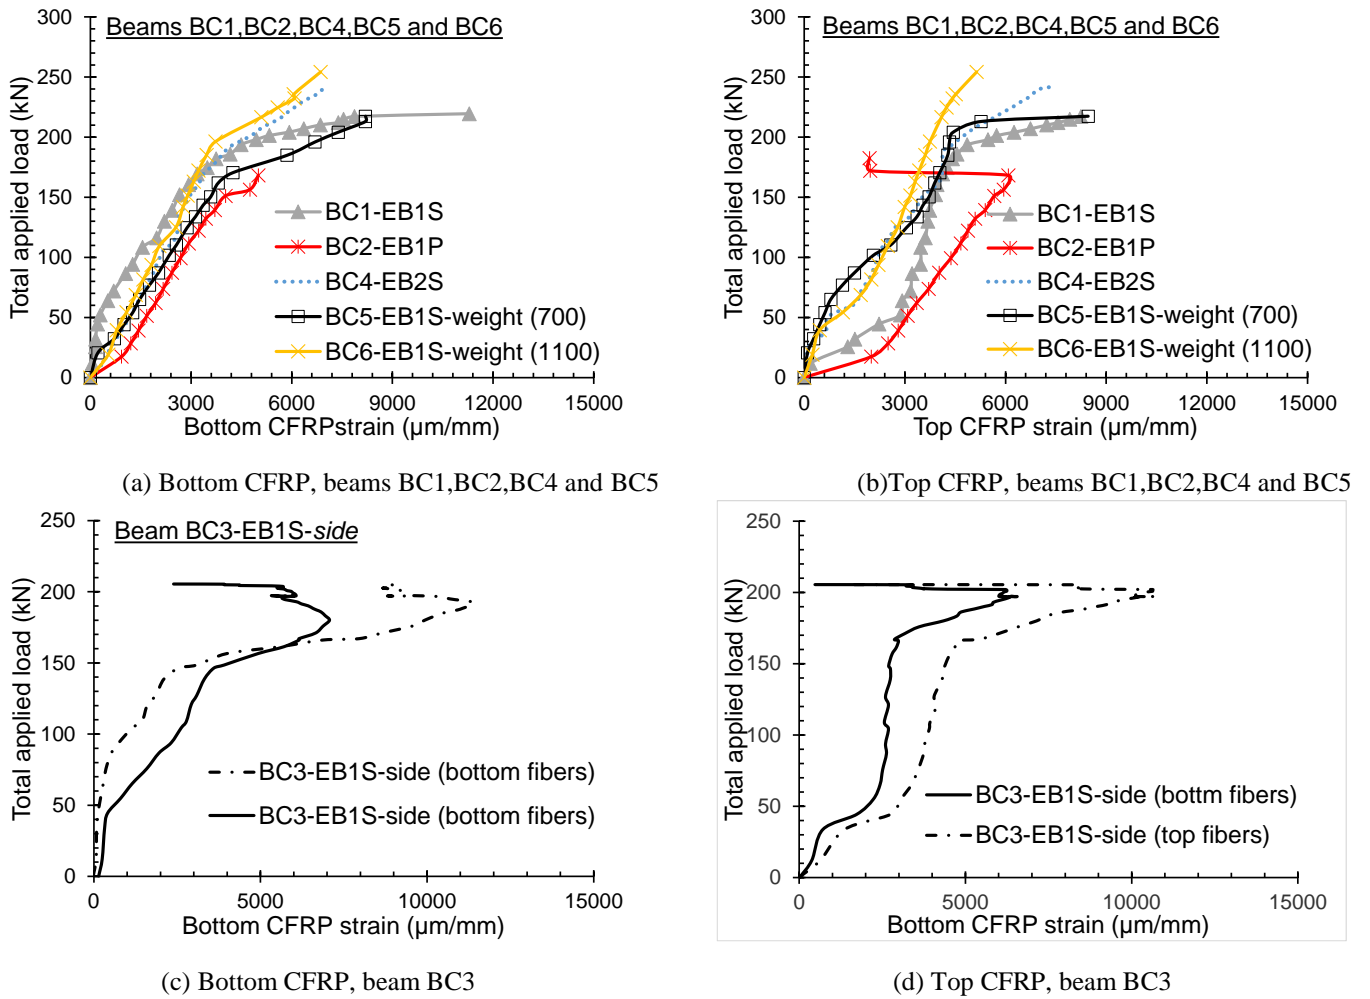 Beams BC1,BC2,BC4,BC5 and BC6
Total applied load (kN)
300
250
200
150
100
50
0
BC1-EB1S
BC2-EB1P
BC4-EB2S
BC5-EB1S-weight (700)
BC6-EB1S-weight (1100)
0 3000 6000 9000 12000 15000
Bottom CFRPstrain (µm/mm)
(a) Bottom CFRP, beams BC1,BC2,BC4 and BC5
Beams BC1,BC2,BC4,BC5 and BC6
Total applied load (kN)
300
250
200
150
100
50
0
BC1-EB1S
BC2-EB1P
BC4-EB2S
BC5-EB1S-weight (700)
BC6-EB1S-weight (1100)
0 3000 6000 9000 12000 15000
Top CFRP strain (µm/mm)
(b)Top CFRP, beams BC1,BC2,BC4 and BC5
Beam BC3-EB1S-side
Total applied load (kN)
250
200
150
100
50
0
BC3-EB1S-side (bottom fibers)
BC3-EB1S-side (bottom fibers)
0 5000 10000 15000
Bottom CFRP strain (µm/mm)
(c) Bottom CFRP, beam BC3
Total applied load (kN)
250
200
150
100
50
0
BC3-EB1S-side (bottm fibers)
BC3-EB1S-side (top fibers)
0 5000 10000 15000
Bottom CFRP strain (µm/mm)
(d) Top CFRP, beam BC3